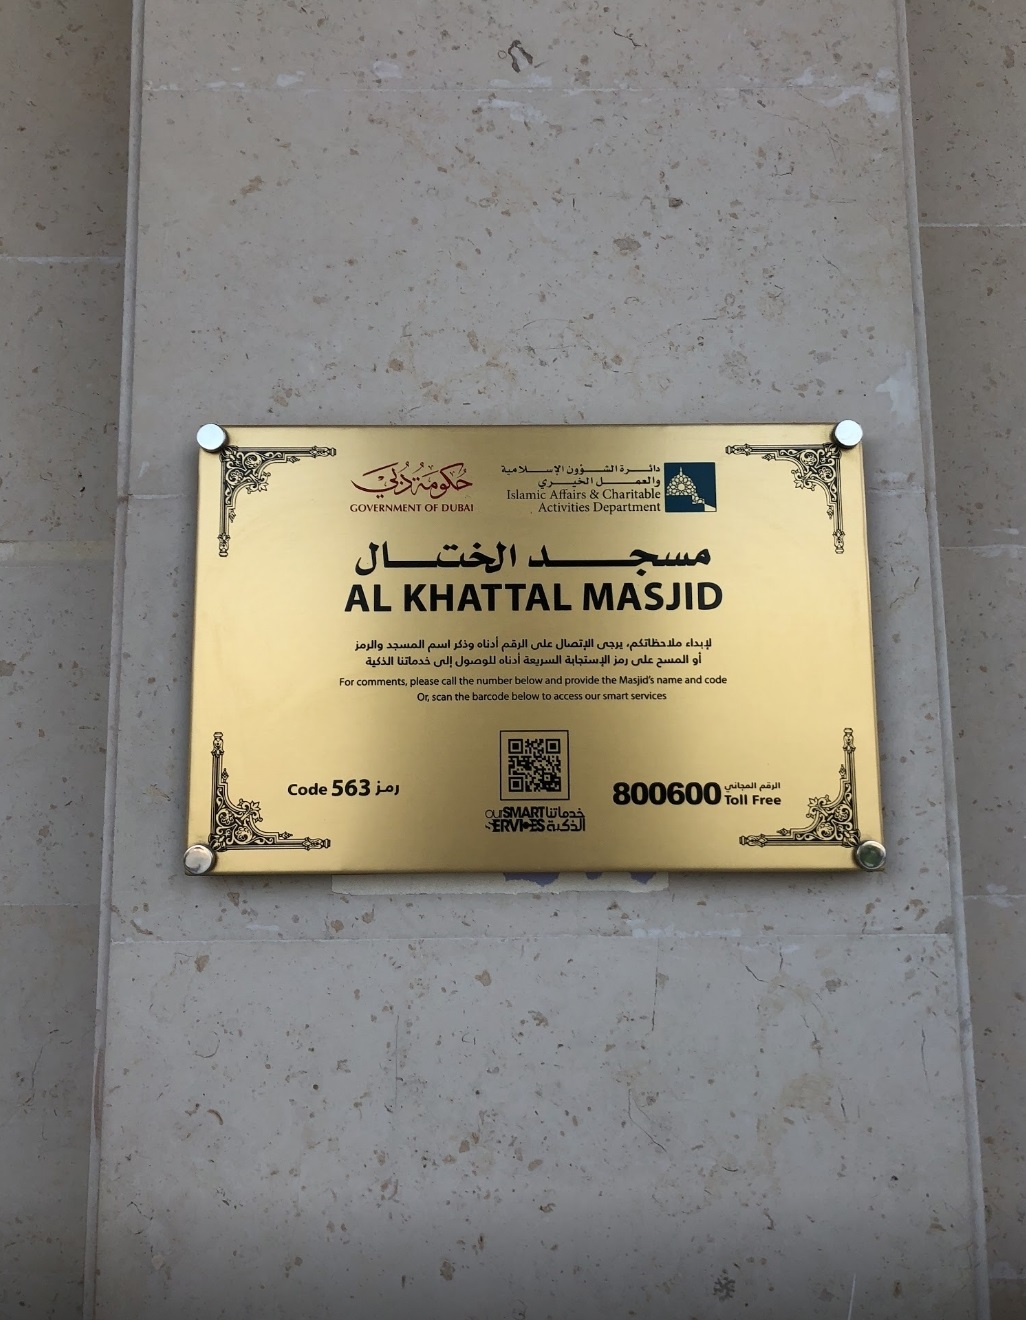 حكومة دبي
GOVERNMENT OF DUBAI
دائرة الشؤون الإسلامية
والعمل الخيري
Islamic Affairs & Charitable
Activities Department
مسجد الختال
AL KHATTAL MASJID
لإبداء ملاحظاتكم، يرجى الإتصال على الرقم أدناه وذكر اسم المسجد والرمز
أو المسح على رمز الإستجابة السريعة أدناه للوصول إلى خدماتنا الذكية
For comments, please call the number below and provide the Masjid's name and code
Or, scan the barcode below to access our smart services
Code 563 رمز
our SMART خدماتنا
SERVICES الذكية
800600
الرقم المجاني
Toll Free